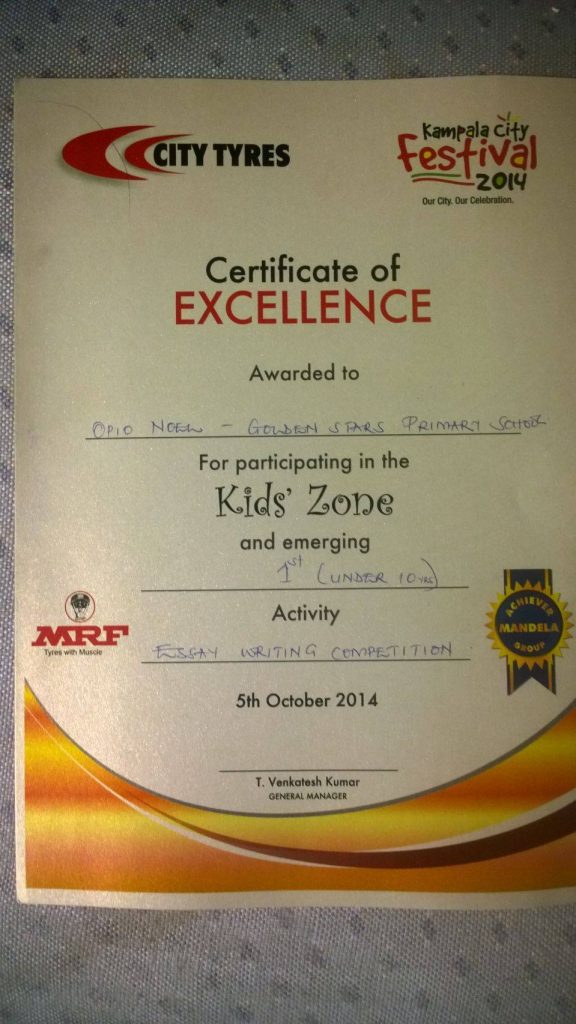 CITY TYRES
Kampala City
Festival
2014
Our City. Our Celebration.
Certificate of
EXCELLENCE
Awarded to
OPIO NOEL - GOLDEN STARS PRIMARY SCHOOL
For participating in the
Kids' Zone
and emerging
1st (UNDER 10 YRS)
Activity
ESSAY WRITING COMPETITION
MRF
Tyres with Muscle
ACHIEVER
MANDELA
GROUP
5th October 2014
T. Venkatesh Kumar
GENERAL MANAGER